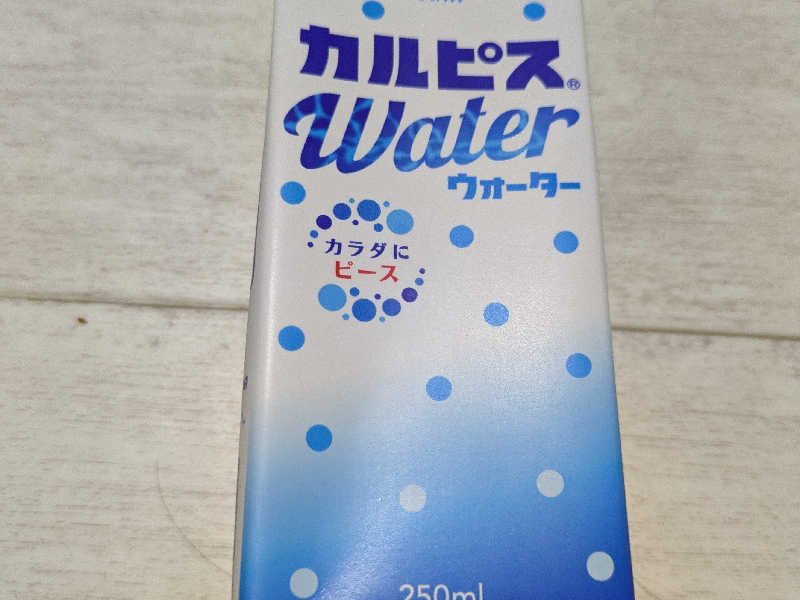 カルピス®
Water
ウォーター
カラダに
ピース
250ml